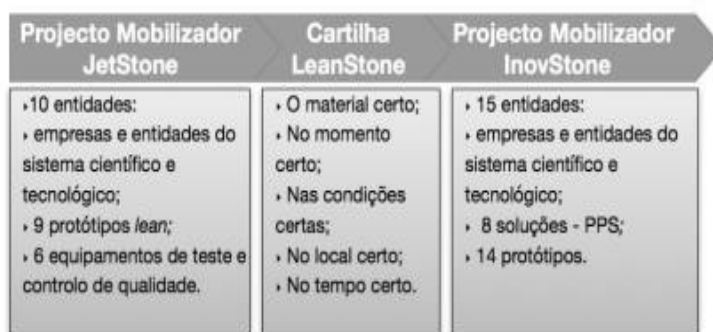 Projecto Mobilizador
JetStone
›10 entidades:
› empresas e entidades do
sistema científico e
tecnológico;
› 9 protótipos lean;
› 6 equipamentos de teste e
controlo de qualidade.
Cartilha
LeanStone
› O material certo;
› No momento
certo;
› Nas condições
certas;
› No local certo;
› No tempo certo.
Projecto Mobilizador
InovStone
› 15 entidades:
› empresas e entidades do
sistema científico e
tecnológico;
› 8 soluções - PPS;
› 14 protótipos.